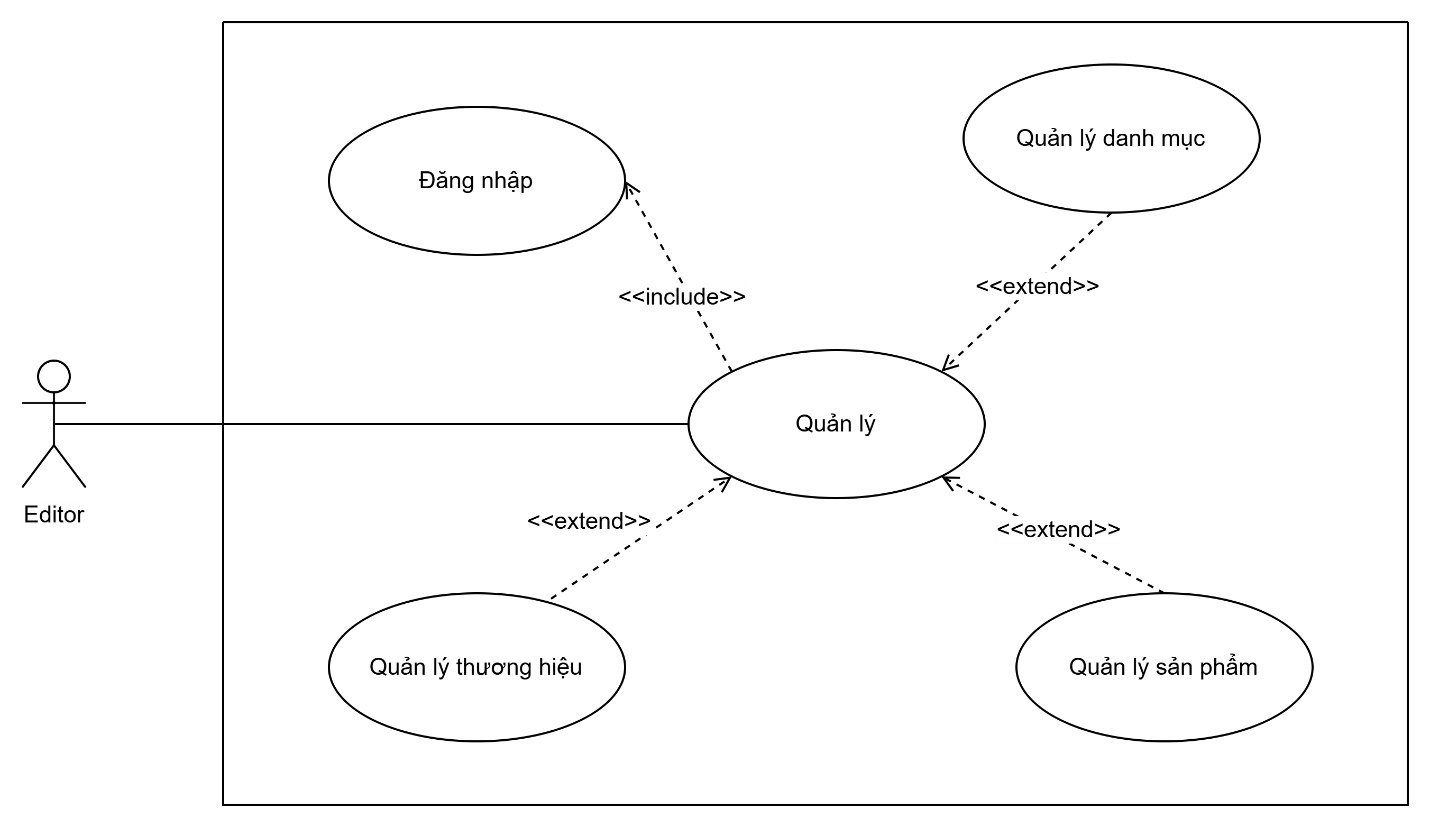 Quản lý danh mục
Đăng nhập
<<extend>>
<<include>>
Quản lý
Editor
<<extend>>
<<extend>>
Quản lý thương hiệu
Quản lý sản phẩm